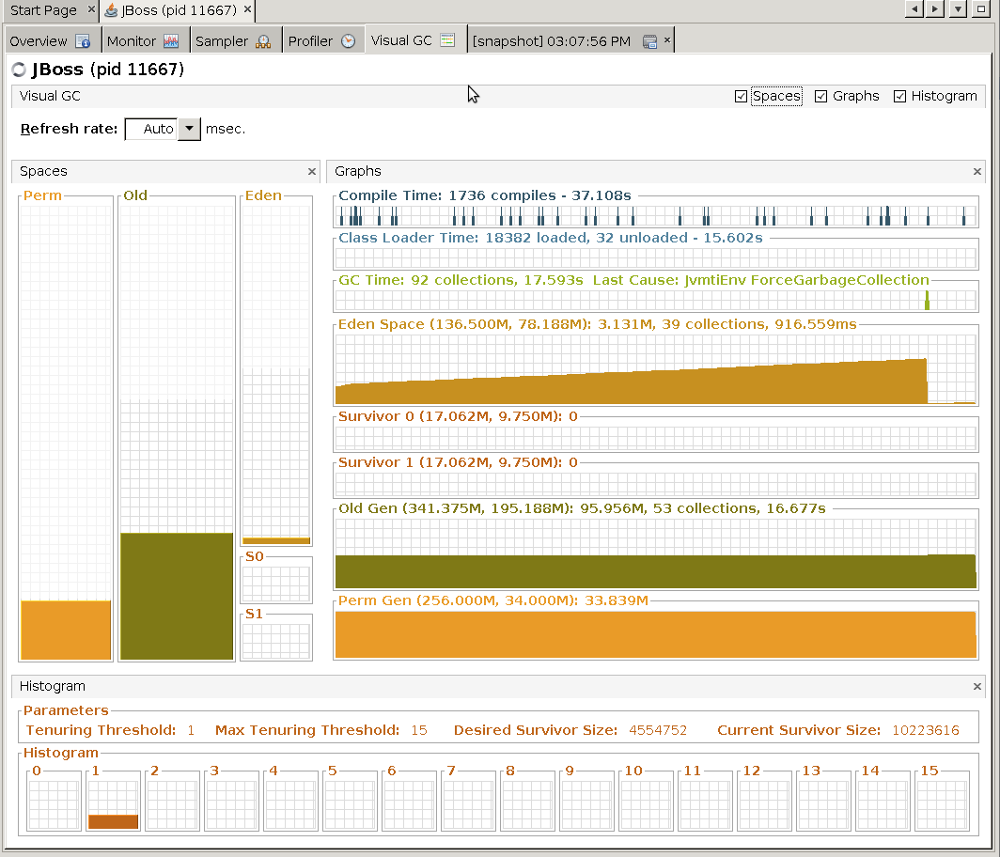 Start Page JBoss (pid 11667)
Overview Monitor Sampler Profiler Visual GC [snapshot] 03:07:56 PM
JBoss (pid 11667)
Visual GC Spaces Graphs Histogram
Refresh rate: Auto msec.
Spaces
Perm Old Eden
S0
S1
Graphs
Compile Time: 1736 compiles - 37.108s
Class Loader Time: 18382 loaded, 32 unloaded - 15.602s
GC Time: 92 collections, 17.593s Last Cause: JvmtiEnv ForceGarbageCollection
Eden Space (136.500M, 78.188M): 3.131M, 39 collections, 916.559ms
Survivor 0 (17.062M, 9.750M): 0
Survivor 1 (17.062M, 9.750M): 0
Old Gen (341.375M, 195.188M): 95.956M, 53 collections, 16.677s
Perm Gen (256.000M, 34.000M): 33.839M
Histogram
Parameters
Tenuring Threshold: 1 Max Tenuring Threshold: 15 Desired Survivor Size: 4554752 Current Survivor Size: 10223616
Histogram
0 1 2 3 4 5 6 7 8 9 10 11 12 13 14 15